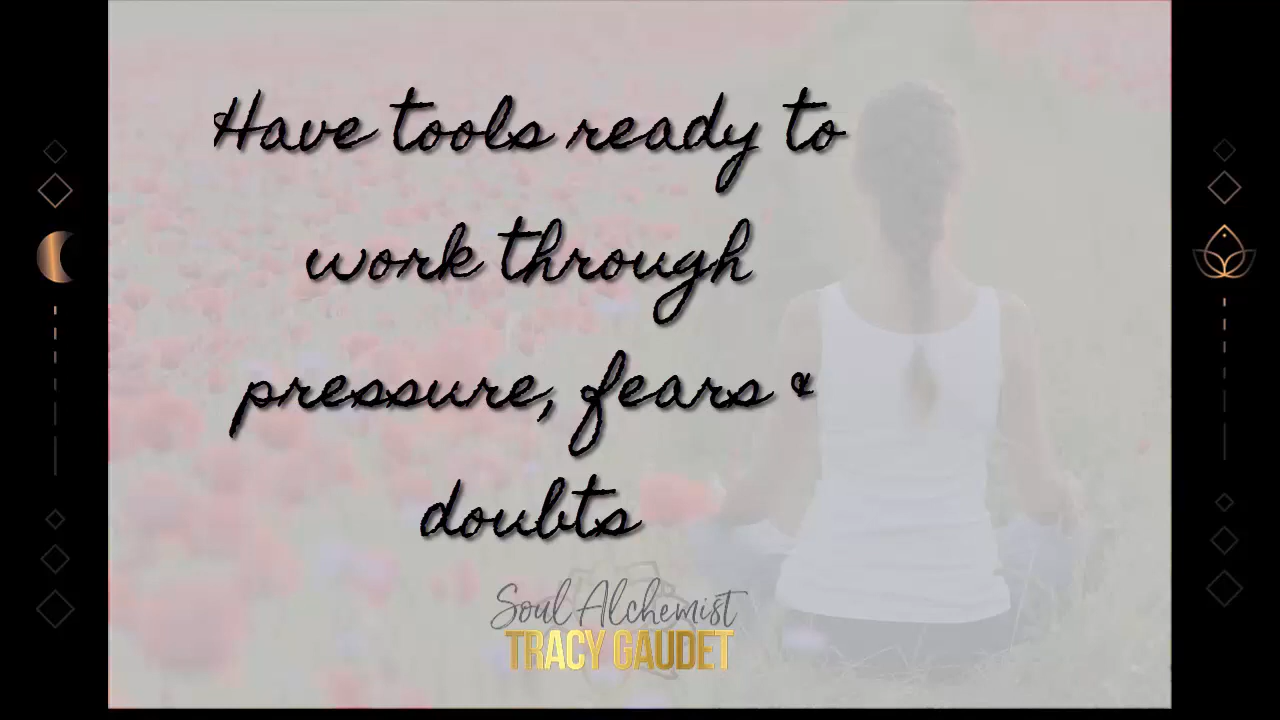 Have tools ready to
work through
pressure, fears &
doubts
Soul Alchemist
TRACY GAUDET